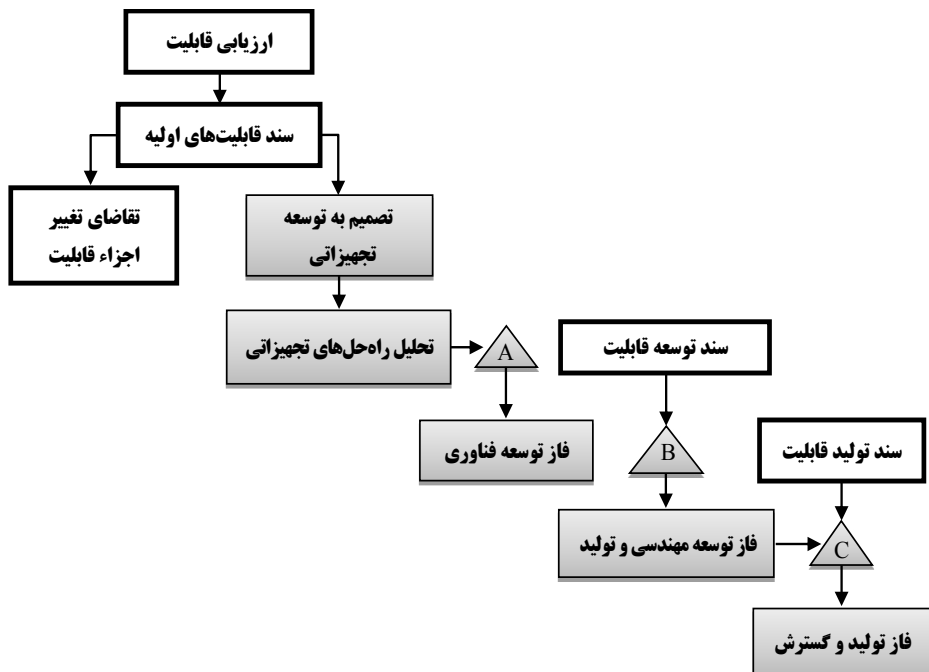 ارزیابی قابلیت
سند قابلیت‌های اولیه
تقاضای تغییر
اجزاء قابلیت
تصمیم به توسعه
تجهیزاتی
تحلیل راه‌حل‌های تجهیزاتی
A
سند توسعه قابلیت
فاز توسعه فناوری
B
سند تولید قابلیت
فاز توسعه مهندسی و تولید
C
فاز تولید و گسترش